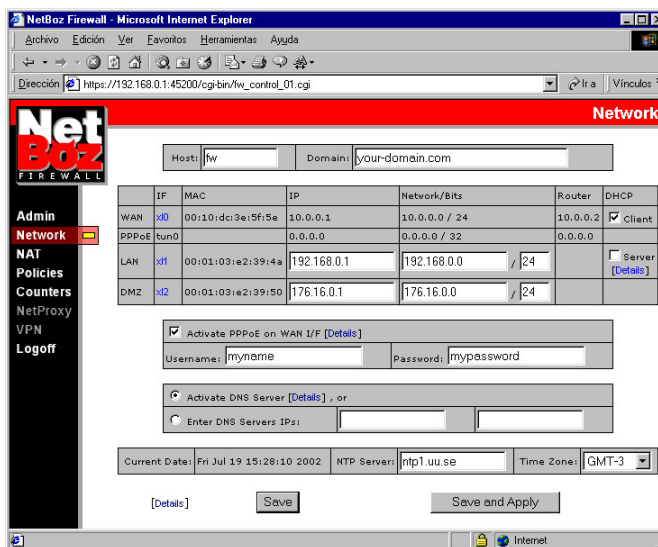 NetBoz Firewall - Microsoft Internet Explorer
Archivo Edición Ver Favoritos Herramientas Ayuda
Dirección https://192.168.0.1:45200/cgi-bin/fw_control_01.cgi Ir a Vínculos
Network
Net
Boz
FIREWALL
Host: fw Domain: your-domain.com
IF MAC IP Network/Bits Router DHCP
WAN xl0 00:10:dc:3e:5f:5e 10.0.0.1 10.0.0.0 / 24 10.0.0.2 Client
PPPoE tun0 0.0.0.0 0.0.0.0 / 32 0.0.0.0
LAN xl1 00:01:03:e2:39:4a 192.168.0.1 192.168.0.0 / 24 Server [Details]
DMZ xl2 00:01:03:e2:39:50 176.16.0.1 176.16.0.0 / 24
Admin
Network
NAT
Policies
Counters
NetProxy
VPN
Logoff
Activate PPPoE on WAN I/F [Details]
Username: myname Password: mypassword
Activate DNS Server [Details] , or
Enter DNS Servers IPs:
Current Date: Fri Jul 19 15:28:10 2002 NTP Server: ntp1.uu.se Time Zone: GMT-3
[Details] Save Save and Apply
Internet